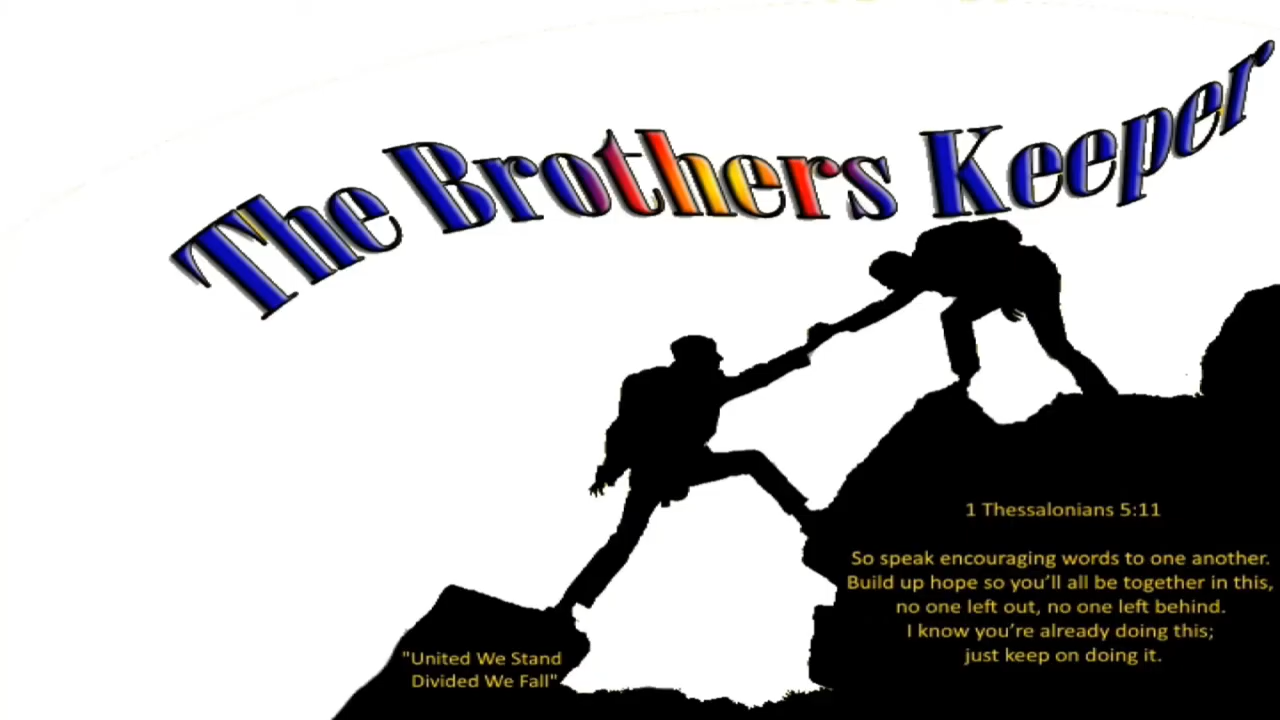 The Brothers Keeper
1 Thessalonians 5:11
So speak encouraging words to one another.
Build up hope so you’ll all be together in this,
no one left out, no one left behind.
I know you’re already doing this;
just keep on doing it.
"United We Stand
Divided We Fall"